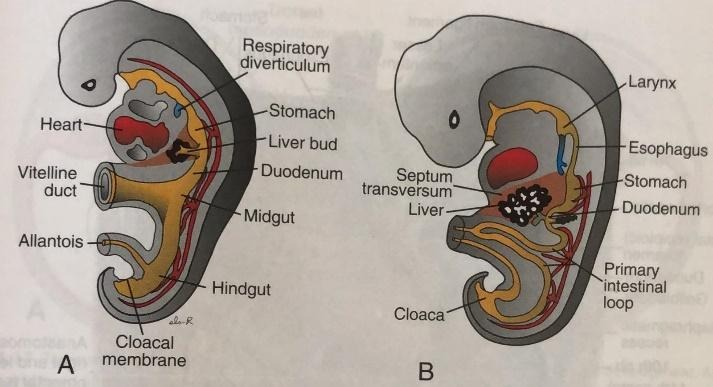 Respiratory
diverticulum
Heart
Stomach
Liver bud
Vitelline
duct
Duodenum
Midgut
Allantois
Hindgut
Cloacal
membrane
A
Larynx
Esophagus
Septum
transversum
Stomach
Liver
Duodenum
Primary
intestinal
loop
Cloaca
B